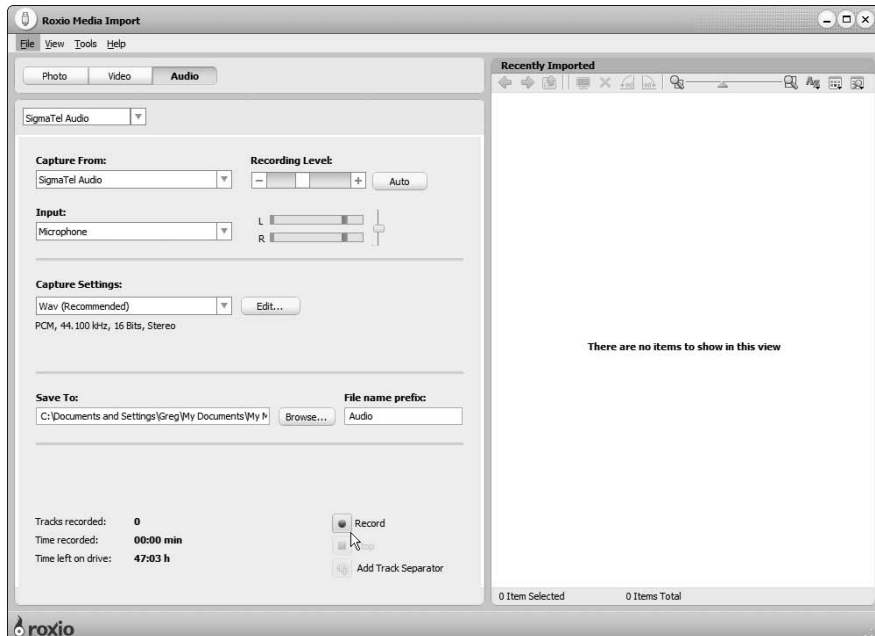 Roxio Media Import
File View Tools Help
Photo Video Audio
SigmaTel Audio
Capture From:
SigmaTel Audio
Recording Level:
Auto
Input:
Microphone
L
R
Capture Settings:
Wav (Recommended)
Edit...
PCM, 44.100 kHz, 16 Bits, Stereo
Save To:
C:\Documents and Settings\Greg\My Documents\My M
Browse...
File name prefix:
Audio
Tracks recorded: 0
Time recorded: 00:00 min
Time left on drive: 47:03 h
Record
Stop
Add Track Separator
Recently Imported
There are no items to show in this view
0 Item Selected 0 Items Total
roxio